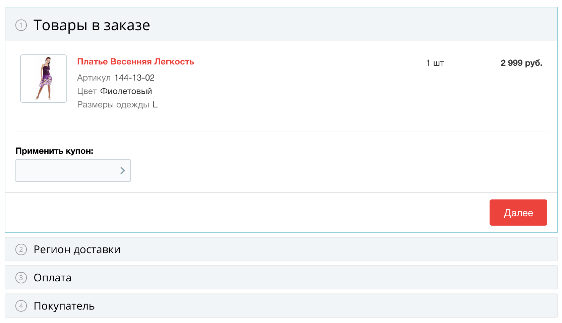 1 Товары в заказе
Платье Весенняя Легкость 1 шт 2 999 руб.
Артикул 144-13-02
Цвет Фиолетовый
Размеры одежды L
Применить купон:
Далее
2 Регион доставки
3 Оплата
4 Покупатель